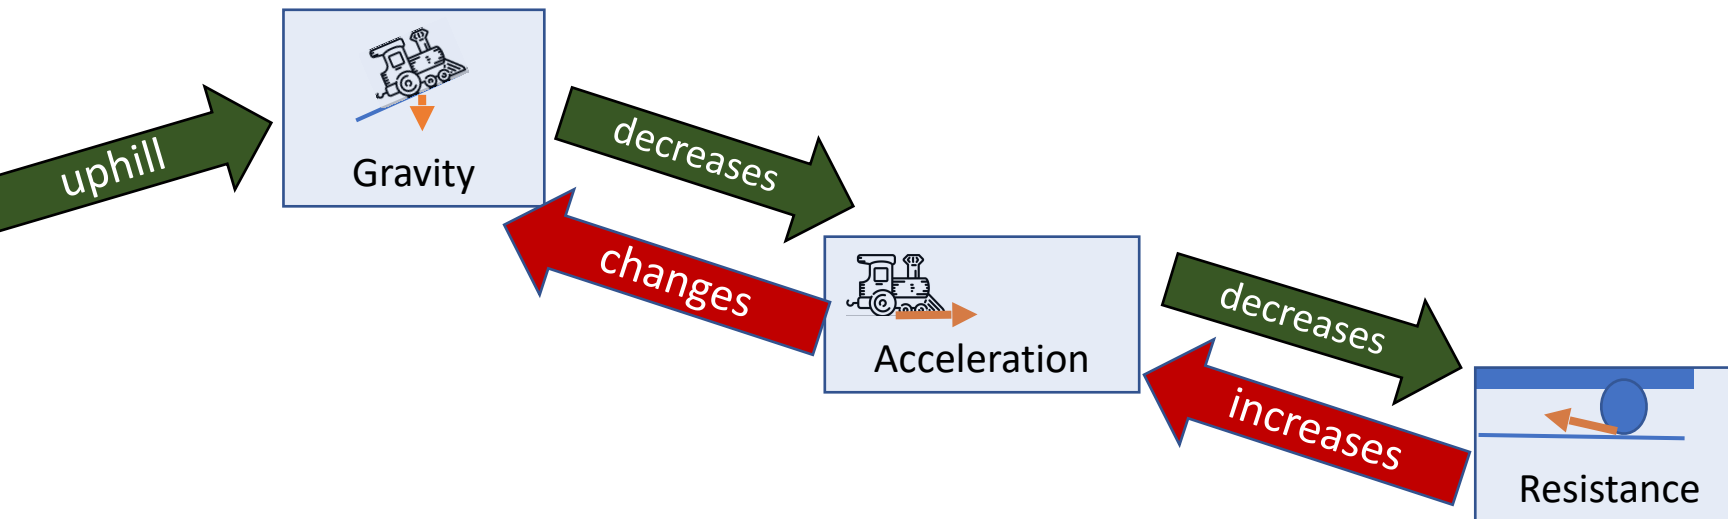 uphill
Gravity
decreases
changes
Acceleration
decreases
increases
Resistance